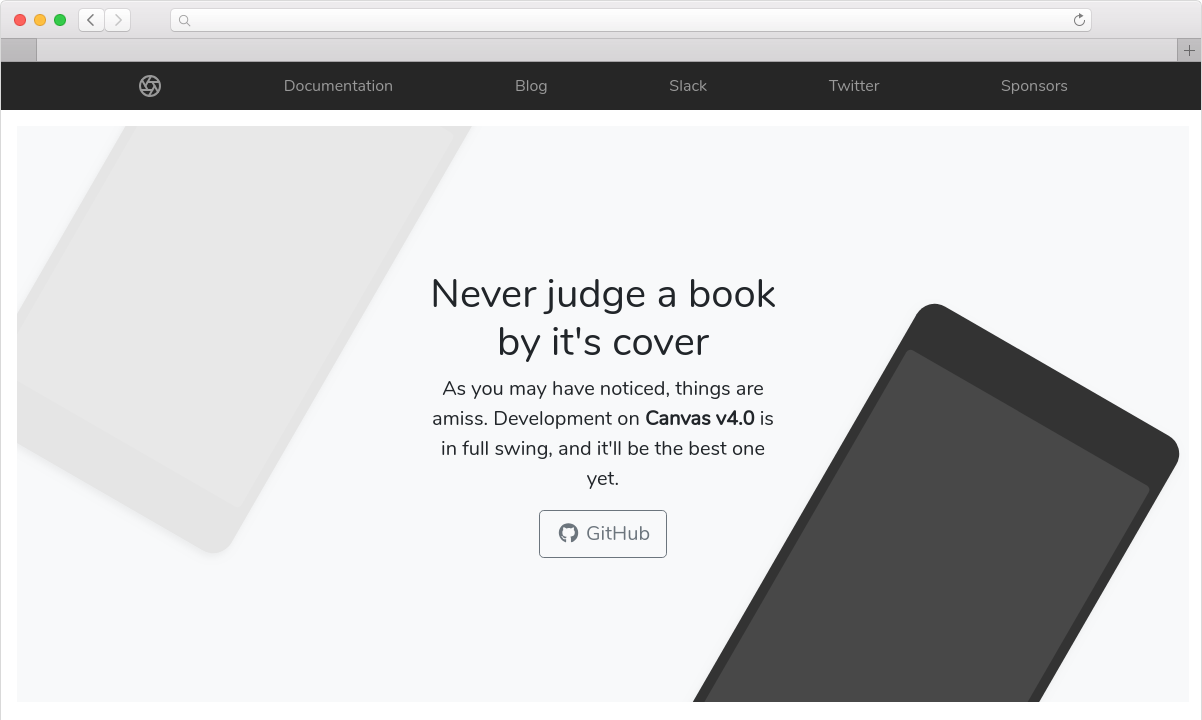 Documentation Blog Slack Twitter Sponsors
Never judge a book
by it's cover
As you may have noticed, things are
amiss. Development on Canvas v4.0 is
in full swing, and it'll be the best one
yet.
GitHub